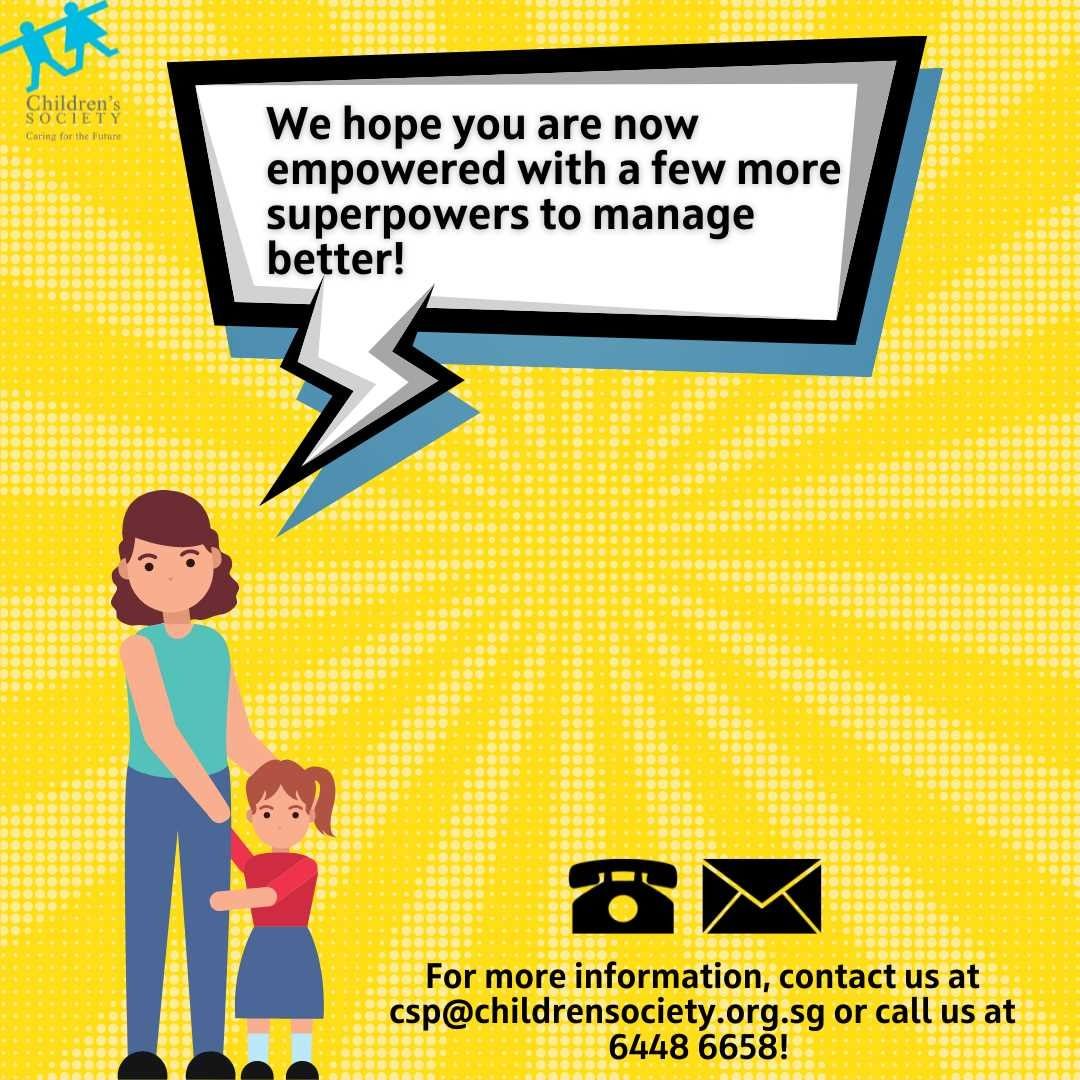 Children's
SOCIETY
Caring for the Future
We hope you are now
empowered with a few more
superpowers to manage
better!
For more information, contact us at
csp@childrensociety.org.sg or call us at
6448 6658!